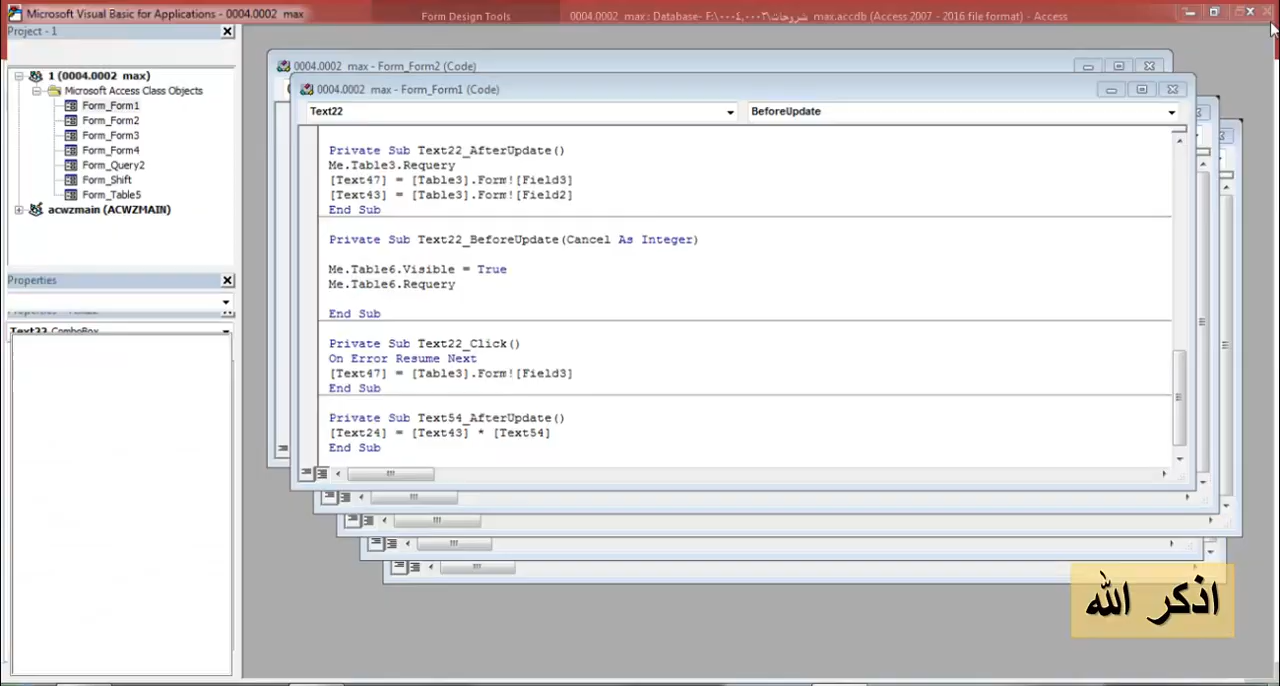 Microsoft Visual Basic for Applications - 0004.0002 max
Form Design Tools
0004.0002 max : Database- F:\٠٠٠٤,٠٠٠٢\شروحات max.accdb (Access 2007 - 2016 file format) - Access
Project - 1
1 (0004.0002 max)
Microsoft Access Class Objects
Form_Form1
Form_Form2
Form_Form3
Form_Form4
Form_Query2
Form_Shift
Form_Table5
acwzmain (ACWZMAIN)
Properties
Text22 ComboBox
0004.0002 max - Form_Form2 (Code)
0004.0002 max - Form_Form1 (Code)
Text22
BeforeUpdate
Private Sub Text22_AfterUpdate()
Me.Table3.Requery
[Text47] = [Table3].Form![Field3]
[Text43] = [Table3].Form![Field2]
End Sub
Private Sub Text22_BeforeUpdate(Cancel As Integer)
Me.Table6.Visible = True
Me.Table6.Requery
End Sub
Private Sub Text22_Click()
On Error Resume Next
[Text47] = [Table3].Form![Field3]
End Sub
Private Sub Text54_AfterUpdate()
[Text24] = [Text43] * [Text54]
End Sub
اذكر الله